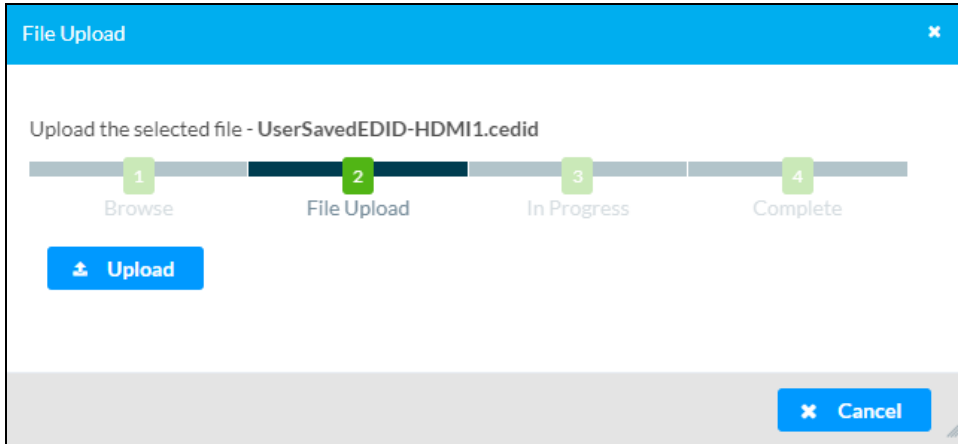 File Upload
Upload the selected file - UserSavedEDID-HDMI1.cedid
1 2 3 4
Browse File Upload In Progress Complete
Upload
Cancel